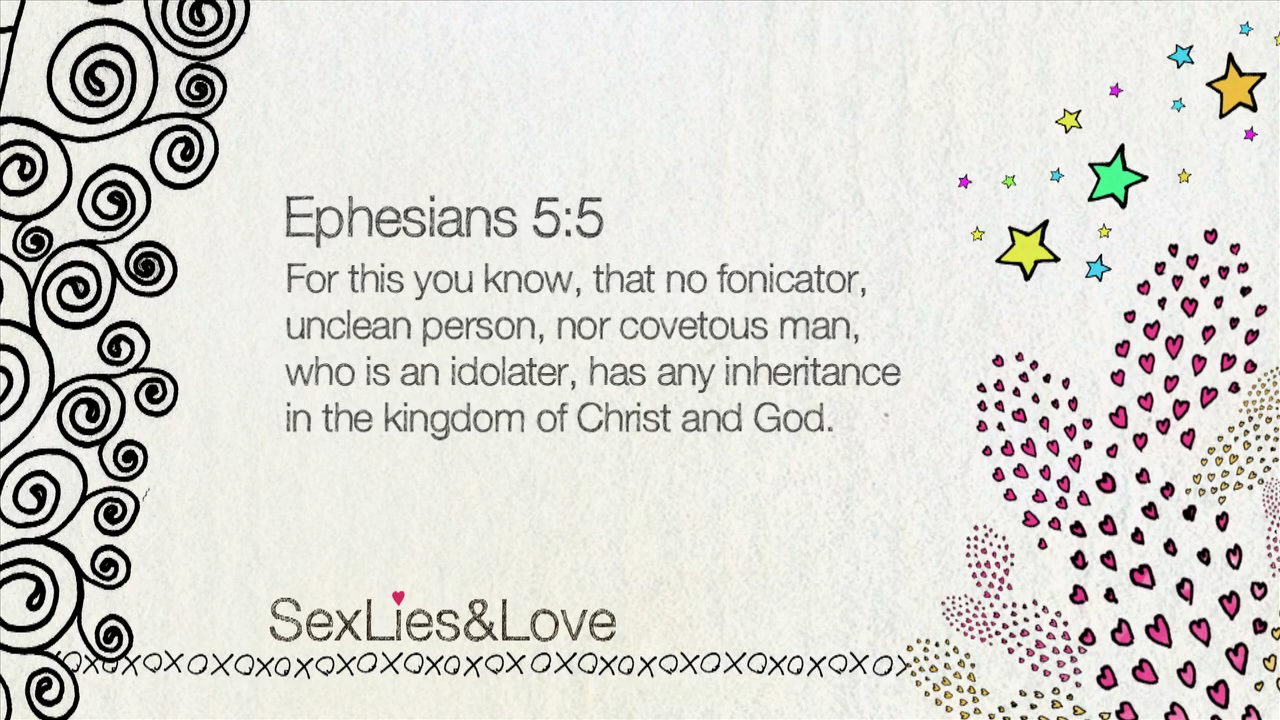 Ephesians 5:5
For this you know, that no fonicator,
unclean person, nor covetous man,
who is an idolater, has any inheritance
in the kingdom of Christ and God.
SexLies&Love